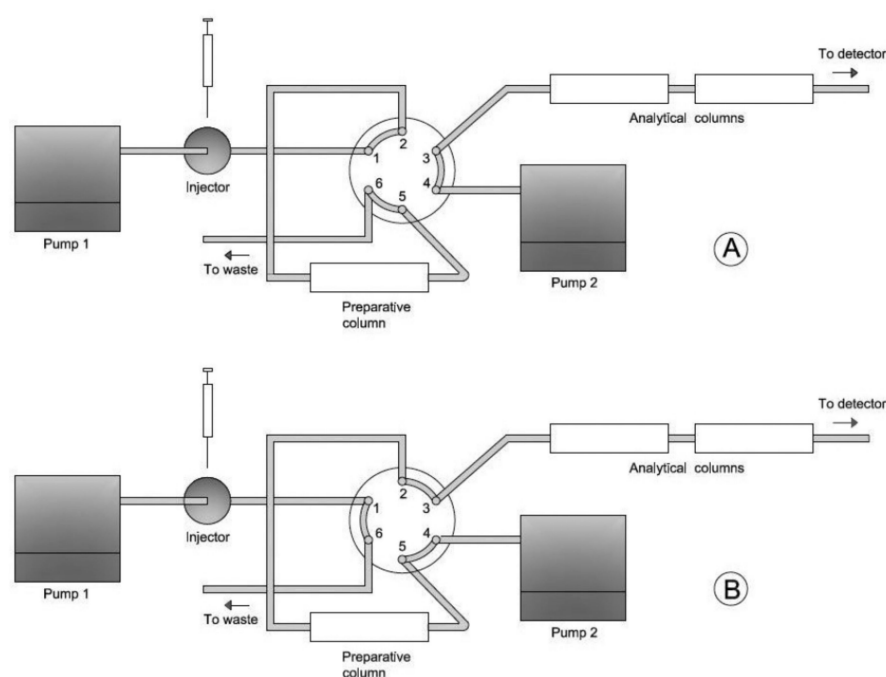 To detector
2
1
3
Injector
Analytical columns
6
5
4
Pump 1
A
To waste
Pump 2
Preparative
column
To detector
2
1
3
Analytical columns
6
5
4
Injector
Pump 1
B
To waste
Pump 2
Preparative
column